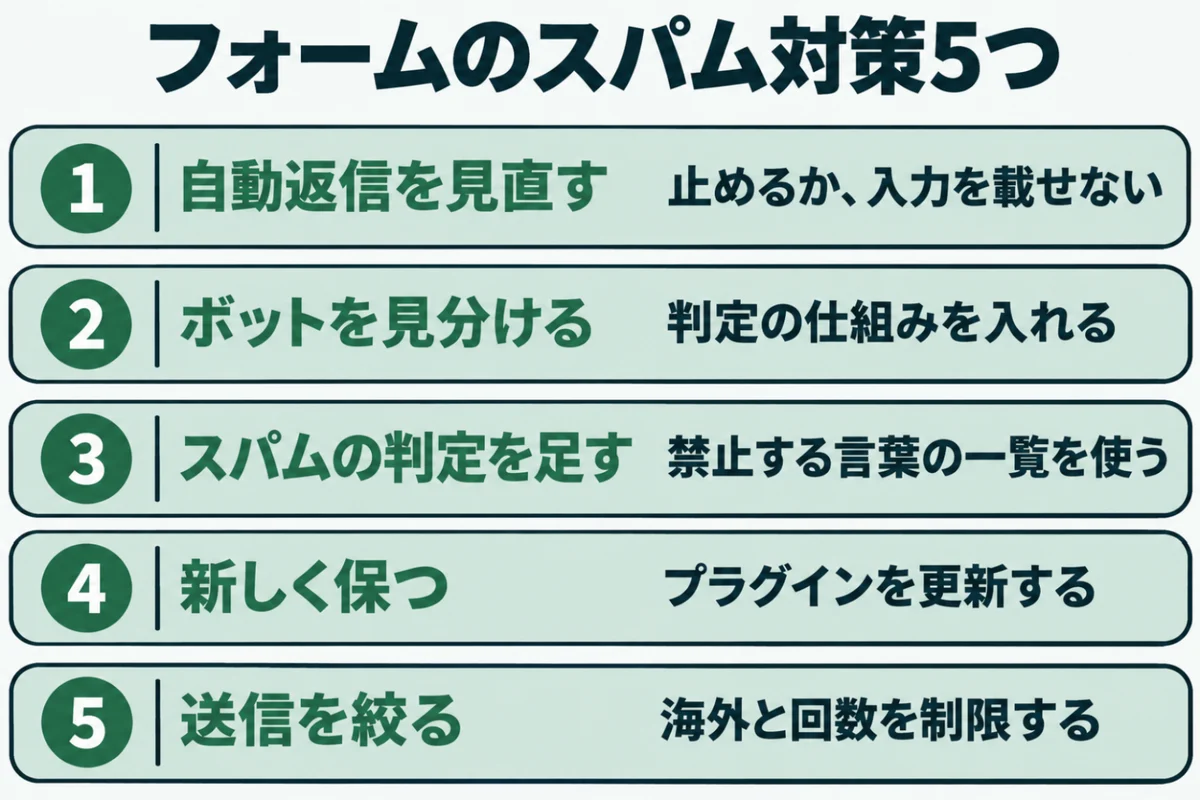 フォームのスパム対策5つ
1 自動返信を見直す 止めるか、入力を載せない
2 ボットを見分ける 判定の仕組みを入れる
3 スパムの判定を足す 禁止する言葉の一覧を使う
4 新しく保つ プラグインを更新する
5 送信を絞る 海外と回数を制限する